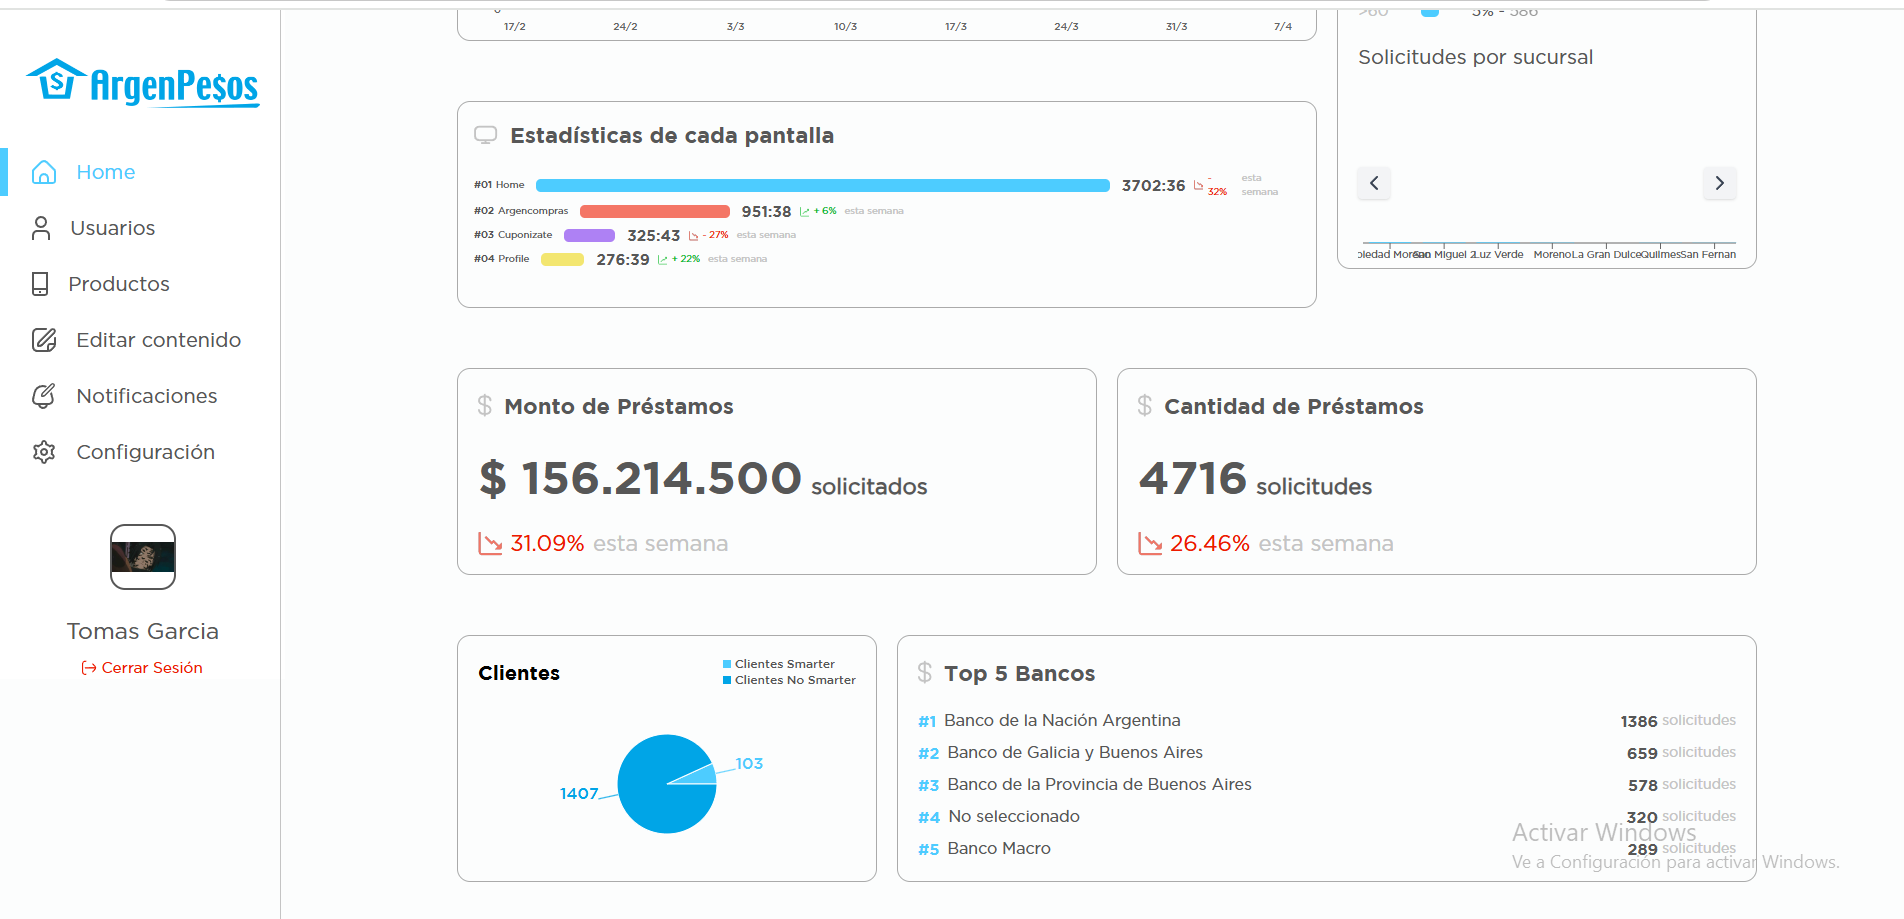 ArgenPe$os
Home
Usuarios
Productos
Editar contenido
Notificaciones
Configuración
Tomas Garcia
Cerrar Sesión
17/2 24/2 3/3 10/3 17/3 24/3 31/3 7/4
>60 5% - 586
Solicitudes por sucursal
Moreno San Miguel 2 Luz Verde Moreno La Gran Dulce Quilmes San Fernan
Estadísticas de cada pantalla
#01 Home 3702:36 - 32% esta semana
#02 Argencompras 951:38 + 6% esta semana
#03 Cuponizate 325:43 - 27% esta semana
#04 Profile 276:39 + 22% esta semana
$ Monto de Préstamos
$ 156.214.500 solicitados
31.09% esta semana
$ Cantidad de Préstamos
4716 solicitudes
26.46% esta semana
Clientes
Clientes Smarter
Clientes No Smarter
103
1407
$ Top 5 Bancos
#1 Banco de la Nación Argentina 1386 solicitudes
#2 Banco de Galicia y Buenos Aires 659 solicitudes
#3 Banco de la Provincia de Buenos Aires 578 solicitudes
#4 No seleccionado 320 solicitudes
#5 Banco Macro 289 solicitudes
Activar Windows
Ve a Configuración para activar Windows.